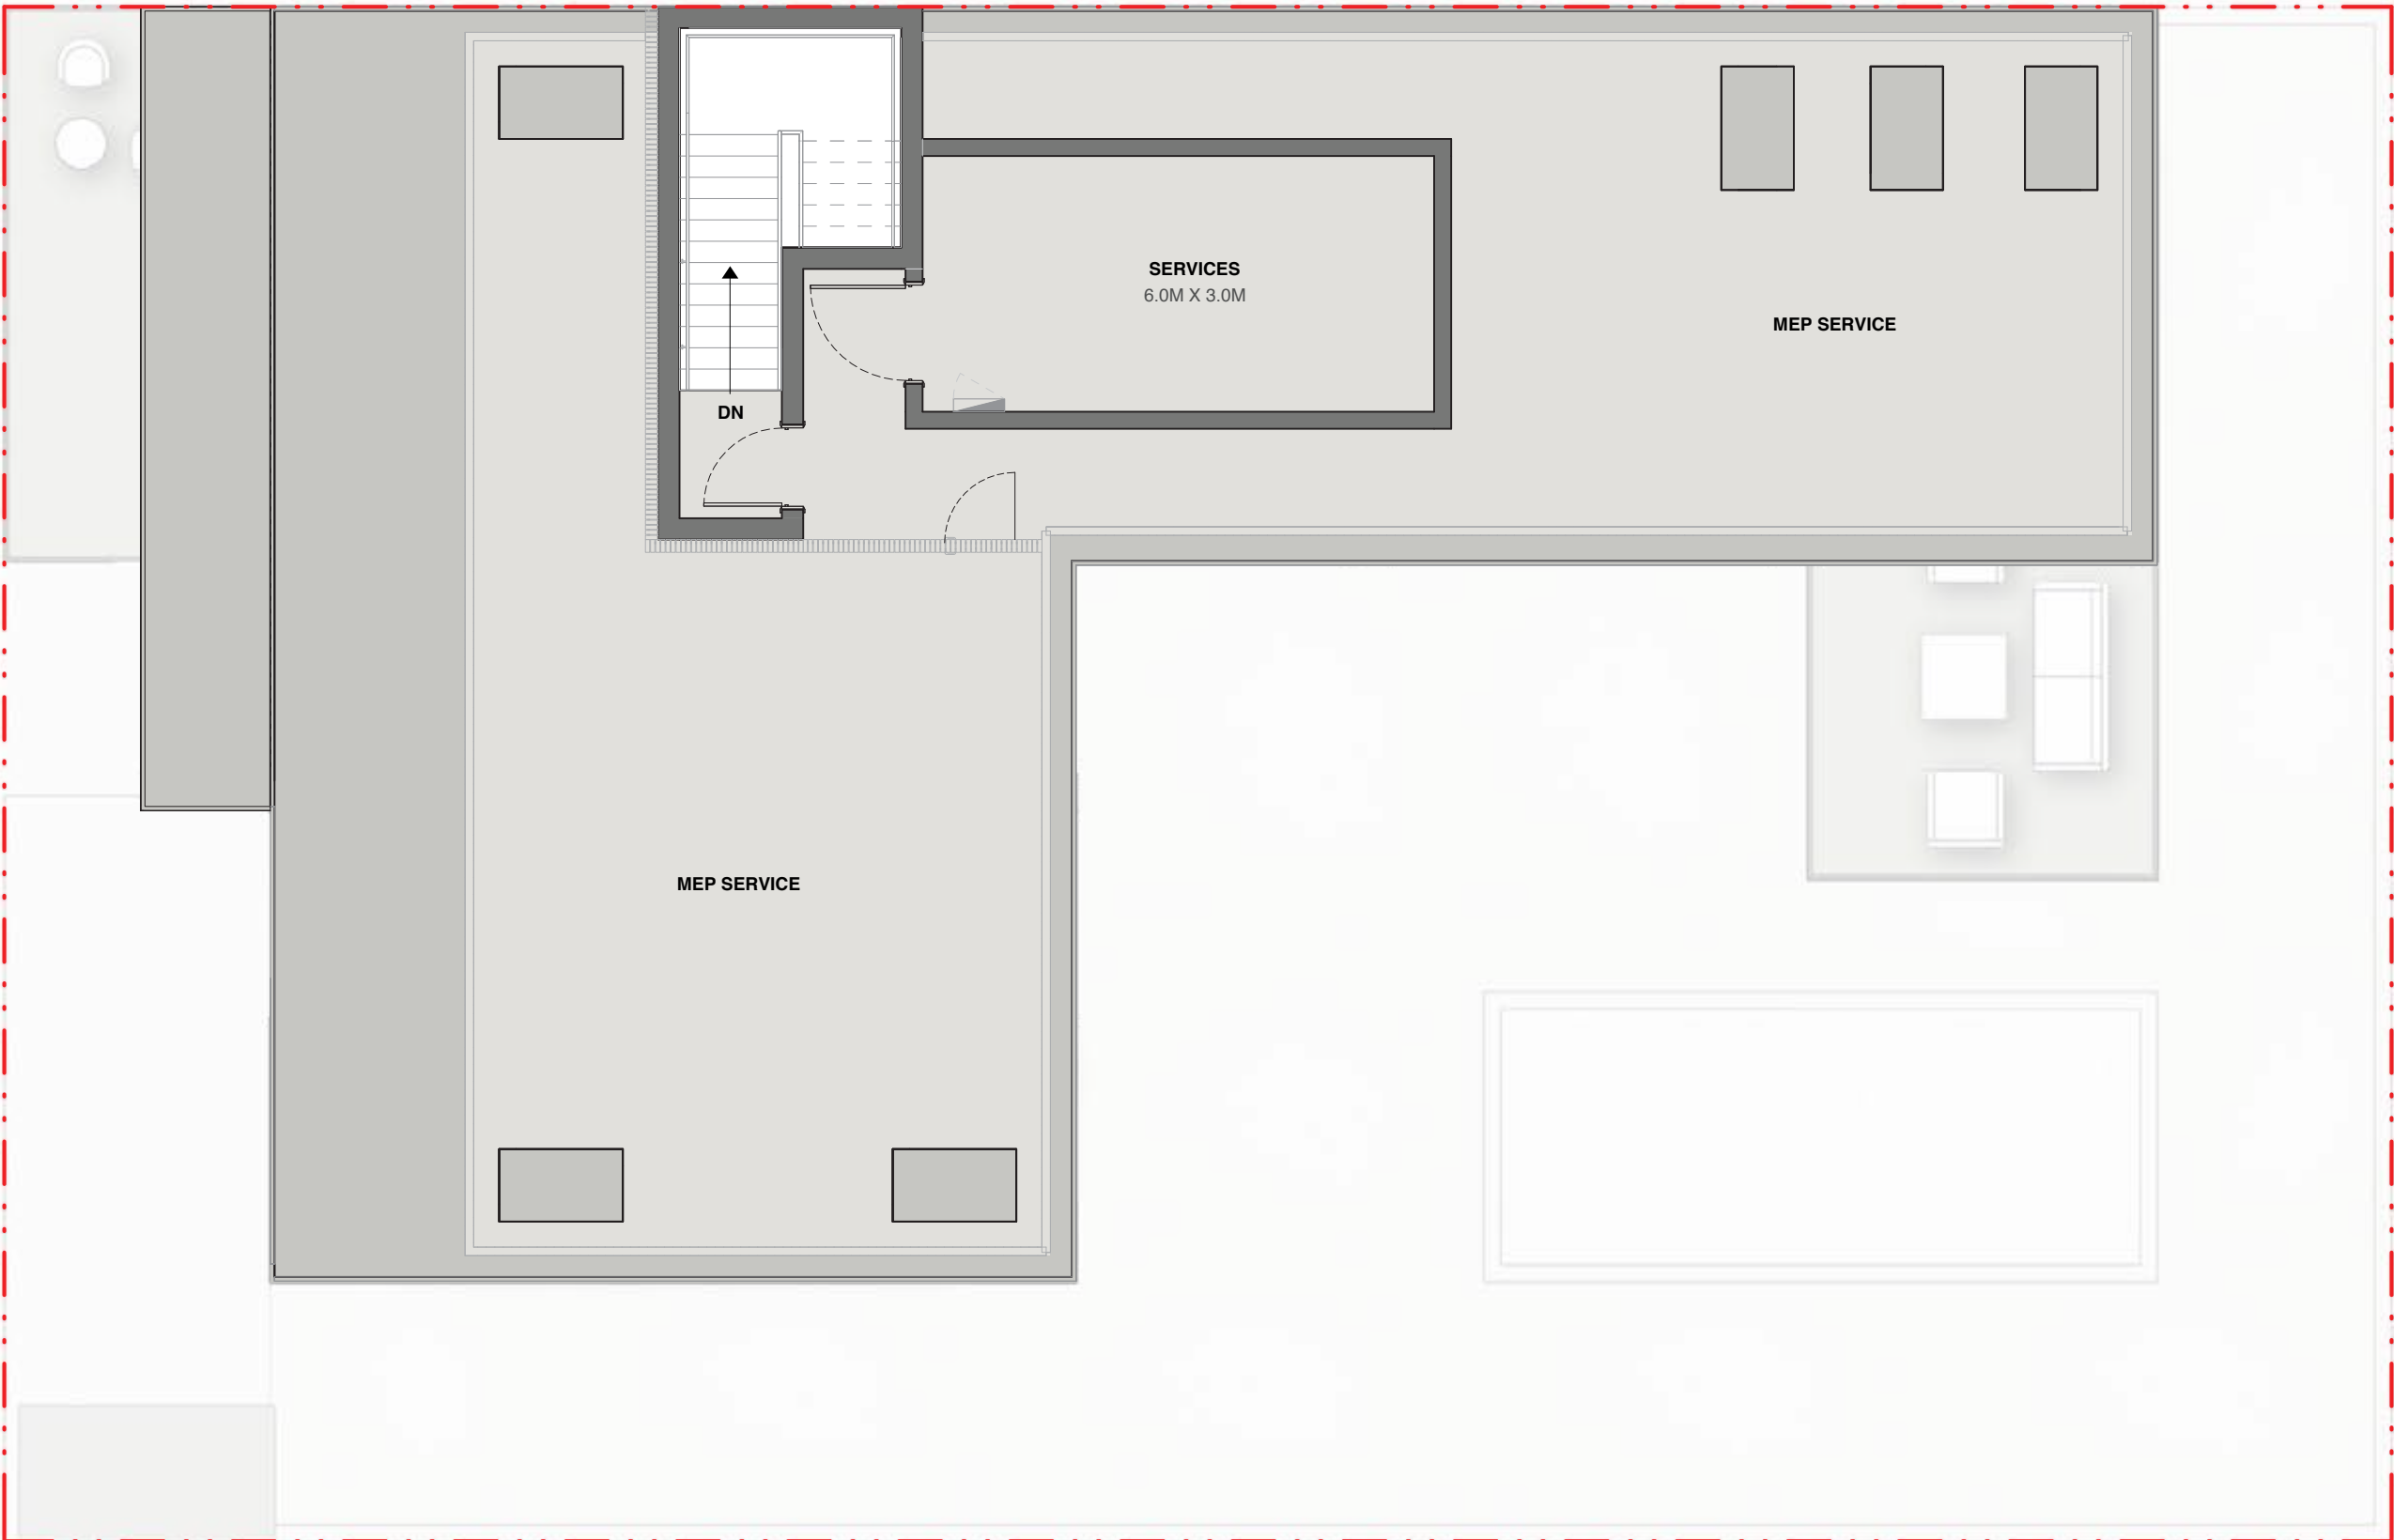 SERVICES
6.0M X 3.0M
MEP SERVICE
DN
MEP SERVICE